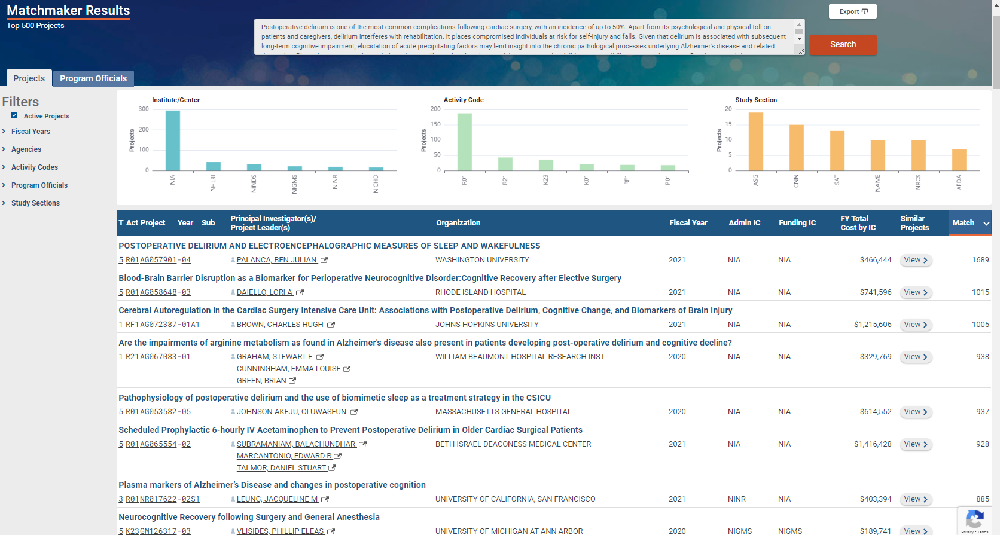 Matchmaker Results
Top 500 Projects
Export
Postoperative delirium is one of the most common complications following cardiac surgery, with an incidence of up to 50%. Apart from its psychological and physical toll on
patients and caregivers, delirium interferes with rehabilitation. It places compromised individuals at risk for self-injury and falls. Given that delirium is associated with subsequent
long-term cognitive impairment, elucidation of acute precipitating factors may lend insight into the chronic pathological processes underlying Alzheimer's disease and related
Search
Projects
Program Officials
Filters
Active Projects
Fiscal Years
Agencies
Activity Codes
Program Officials
Study Sections
Institute/Center
Projects
300
200
100
0
NIA
NHLBI
NINDS
NIGMS
NINR
NICHD
Activity Code
Projects
200
150
100
50
0
R01
R21
K23
K01
RF1
P01
Study Section
Projects
20
15
10
5
0
ASG
CNN
SAT
NAME
NRCS
APDA
T Act Project Year Sub Principal Investigator(s)/ Project Leader(s) Organization Fiscal Year Admin IC Funding IC FY Total Cost by IC Similar Projects Match
POSTOPERATIVE DELIRIUM AND ELECTROENCEPHALOGRAPHIC MEASURES OF SLEEP AND WAKEFULNESS
5 R01AG057901-04 PALANCA, BEN JULIAN WASHINGTON UNIVERSITY 2021 NIA NIA $466,444 View 1689
Blood-Brain Barrier Disruption as a Biomarker for Perioperative Neurocognitive Disorder:Cognitive Recovery after Elective Surgery
5 R01AG058648-03 DAIELLO, LORI A RHODE ISLAND HOSPITAL 2021 NIA NIA $741,596 View 1015
Cerebral Autoregulation in the Cardiac Surgery Intensive Care Unit: Associations with Postoperative Delirium, Cognitive Change, and Biomarkers of Brain Injury
1 RF1AG072387-01A1 BROWN, CHARLES HUGH JOHNS HOPKINS UNIVERSITY 2021 NIA NIA $1,215,606 View 1005
Are the impairments of arginine metabolism as found in Alzheimer's disease also present in patients developing post-operative delirium and cognitive decline?
1 R21AG067083-01 GRAHAM, STEWART F WILLIAM BEAUMONT HOSPITAL RESEARCH INST 2020 NIA NIA $329,769 View 938
CUNNINGHAM, EMMA LOUISE
GREEN, BRIAN
Pathophysiology of postoperative delirium and the use of biomimetic sleep as a treatment strategy in the CSICU
5 R01AG053582-05 JOHNSON-AKEJU, OLUWASEUN MASSACHUSETTS GENERAL HOSPITAL 2020 NIA NIA $614,552 View 937
Scheduled Prophylactic 6-hourly IV Acetaminophen to Prevent Postoperative Delirium in Older Cardiac Surgical Patients
5 R01AG065554-02 SUBRAMANIAM, BALACHUNDHAR BETH ISRAEL DEACONESS MEDICAL CENTER 2021 NIA NIA $1,416,428 View 928
MARCANTONIO, EDWARD R
TALMOR, DANIEL STUART
Plasma markers of Alzheimer's Disease and changes in postoperative cognition
3 R01NR017622-02S1 LEUNG, JACQUELINE M UNIVERSITY OF CALIFORNIA, SAN FRANCISCO 2021 NINR NIA $403,394 View 885
Neurocognitive Recovery following Surgery and General Anesthesia
5 K23GM126317-03 VLISIDES, PHILLIP ELEAS UNIVERSITY OF MICHIGAN AT ANN ARBOR 2020 NIGMS NIGMS $189,741 View
Privacy - Terms